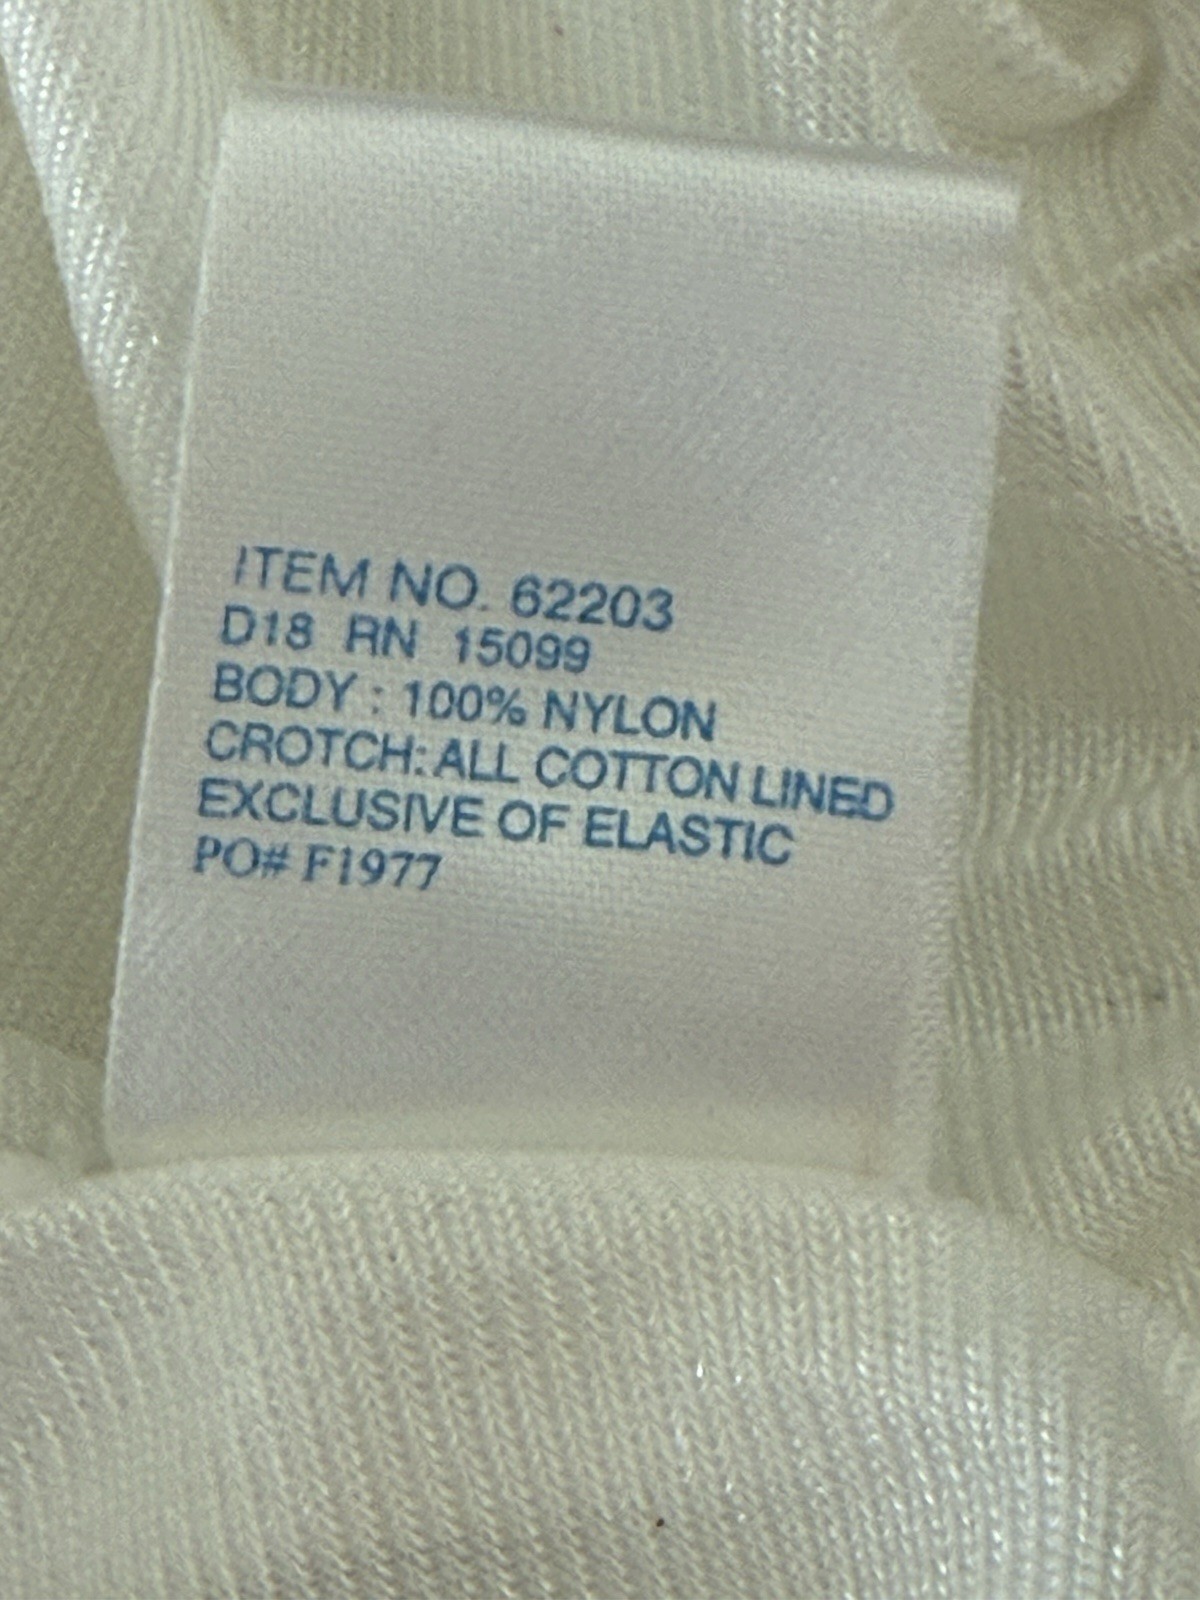 ITEM NO. 62203
D18 RN 15099
BODY : 100% NYLON
CROTCH: ALL COTTON LINED
EXCLUSIVE OF ELASTIC
PO# F1977